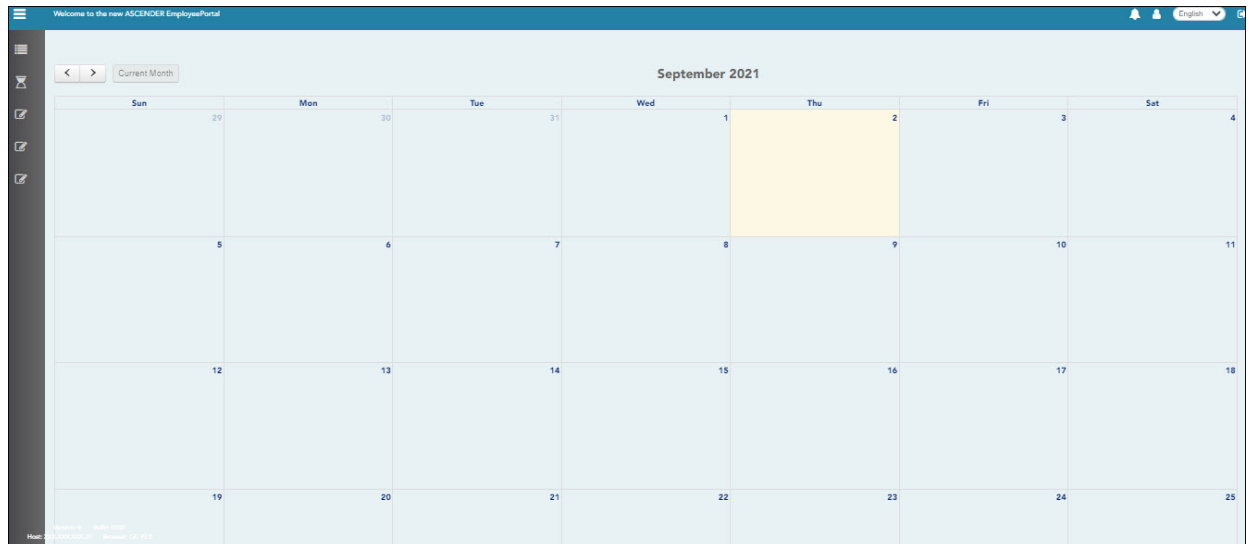 Welcome to the new ASCENDER EmployeePortal
English
Current Month
September 2021
Sun Mon Tue Wed Thu Fri Sat
29 30 31 1 2 3 4
5 6 7 8 9 10 11
12 13 14 15 16 17 18
19 20 21 22 23 24 25
Host: